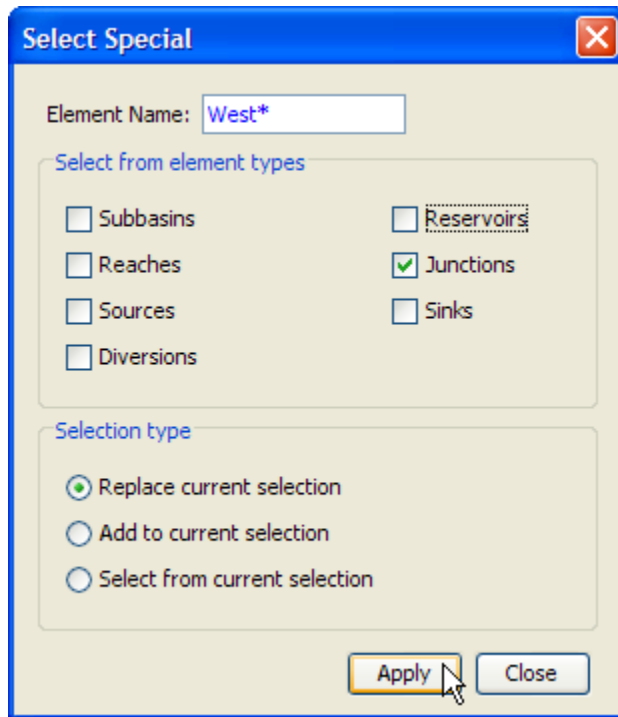 Select Special
Element Name: West*
Select from element types
Subbasins
Reservoirs
Reaches
Junctions
Sources
Sinks
Diversions
Selection type
Replace current selection
Add to current selection
Select from current selection
Apply
Close